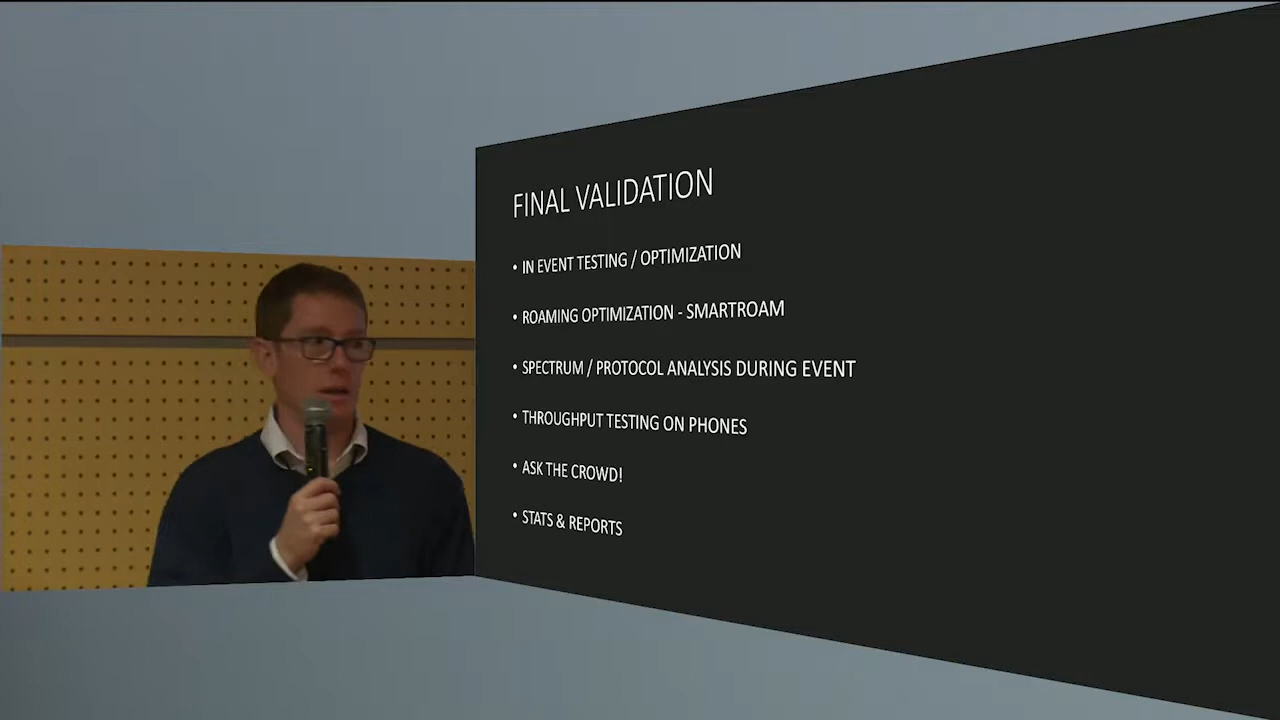 FINAL VALIDATION
• IN EVENT TESTING / OPTIMIZATION
• ROAMING OPTIMIZATION - SMARTROAM
• SPECTRUM / PROTOCOL ANALYSIS DURING EVENT
• THROUGHPUT TESTING ON PHONES
• ASK THE CROWD!
• STATS & REPORTS